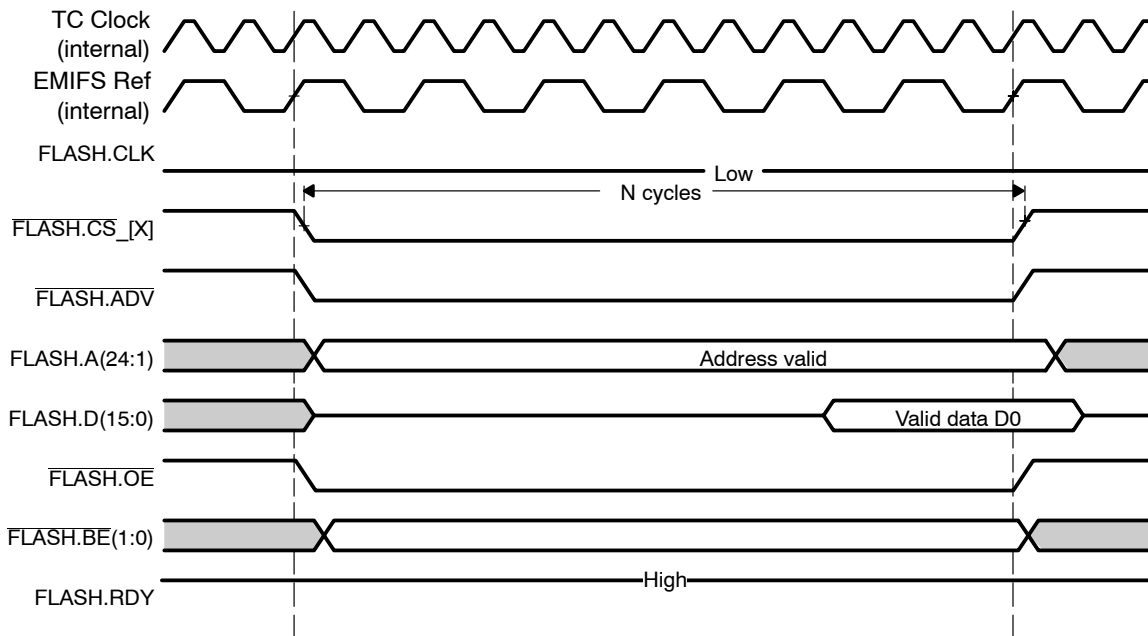 TC Clock
(internal)
EMIFS Ref
(internal)
FLASH.CLK
Low
N cycles
FLASH.CS_[X]
FLASH.ADV
FLASH.A(24:1)
Address valid
FLASH.D(15:0)
Valid data D0
FLASH.OE
FLASH.BE(1:0)
High
FLASH.RDY